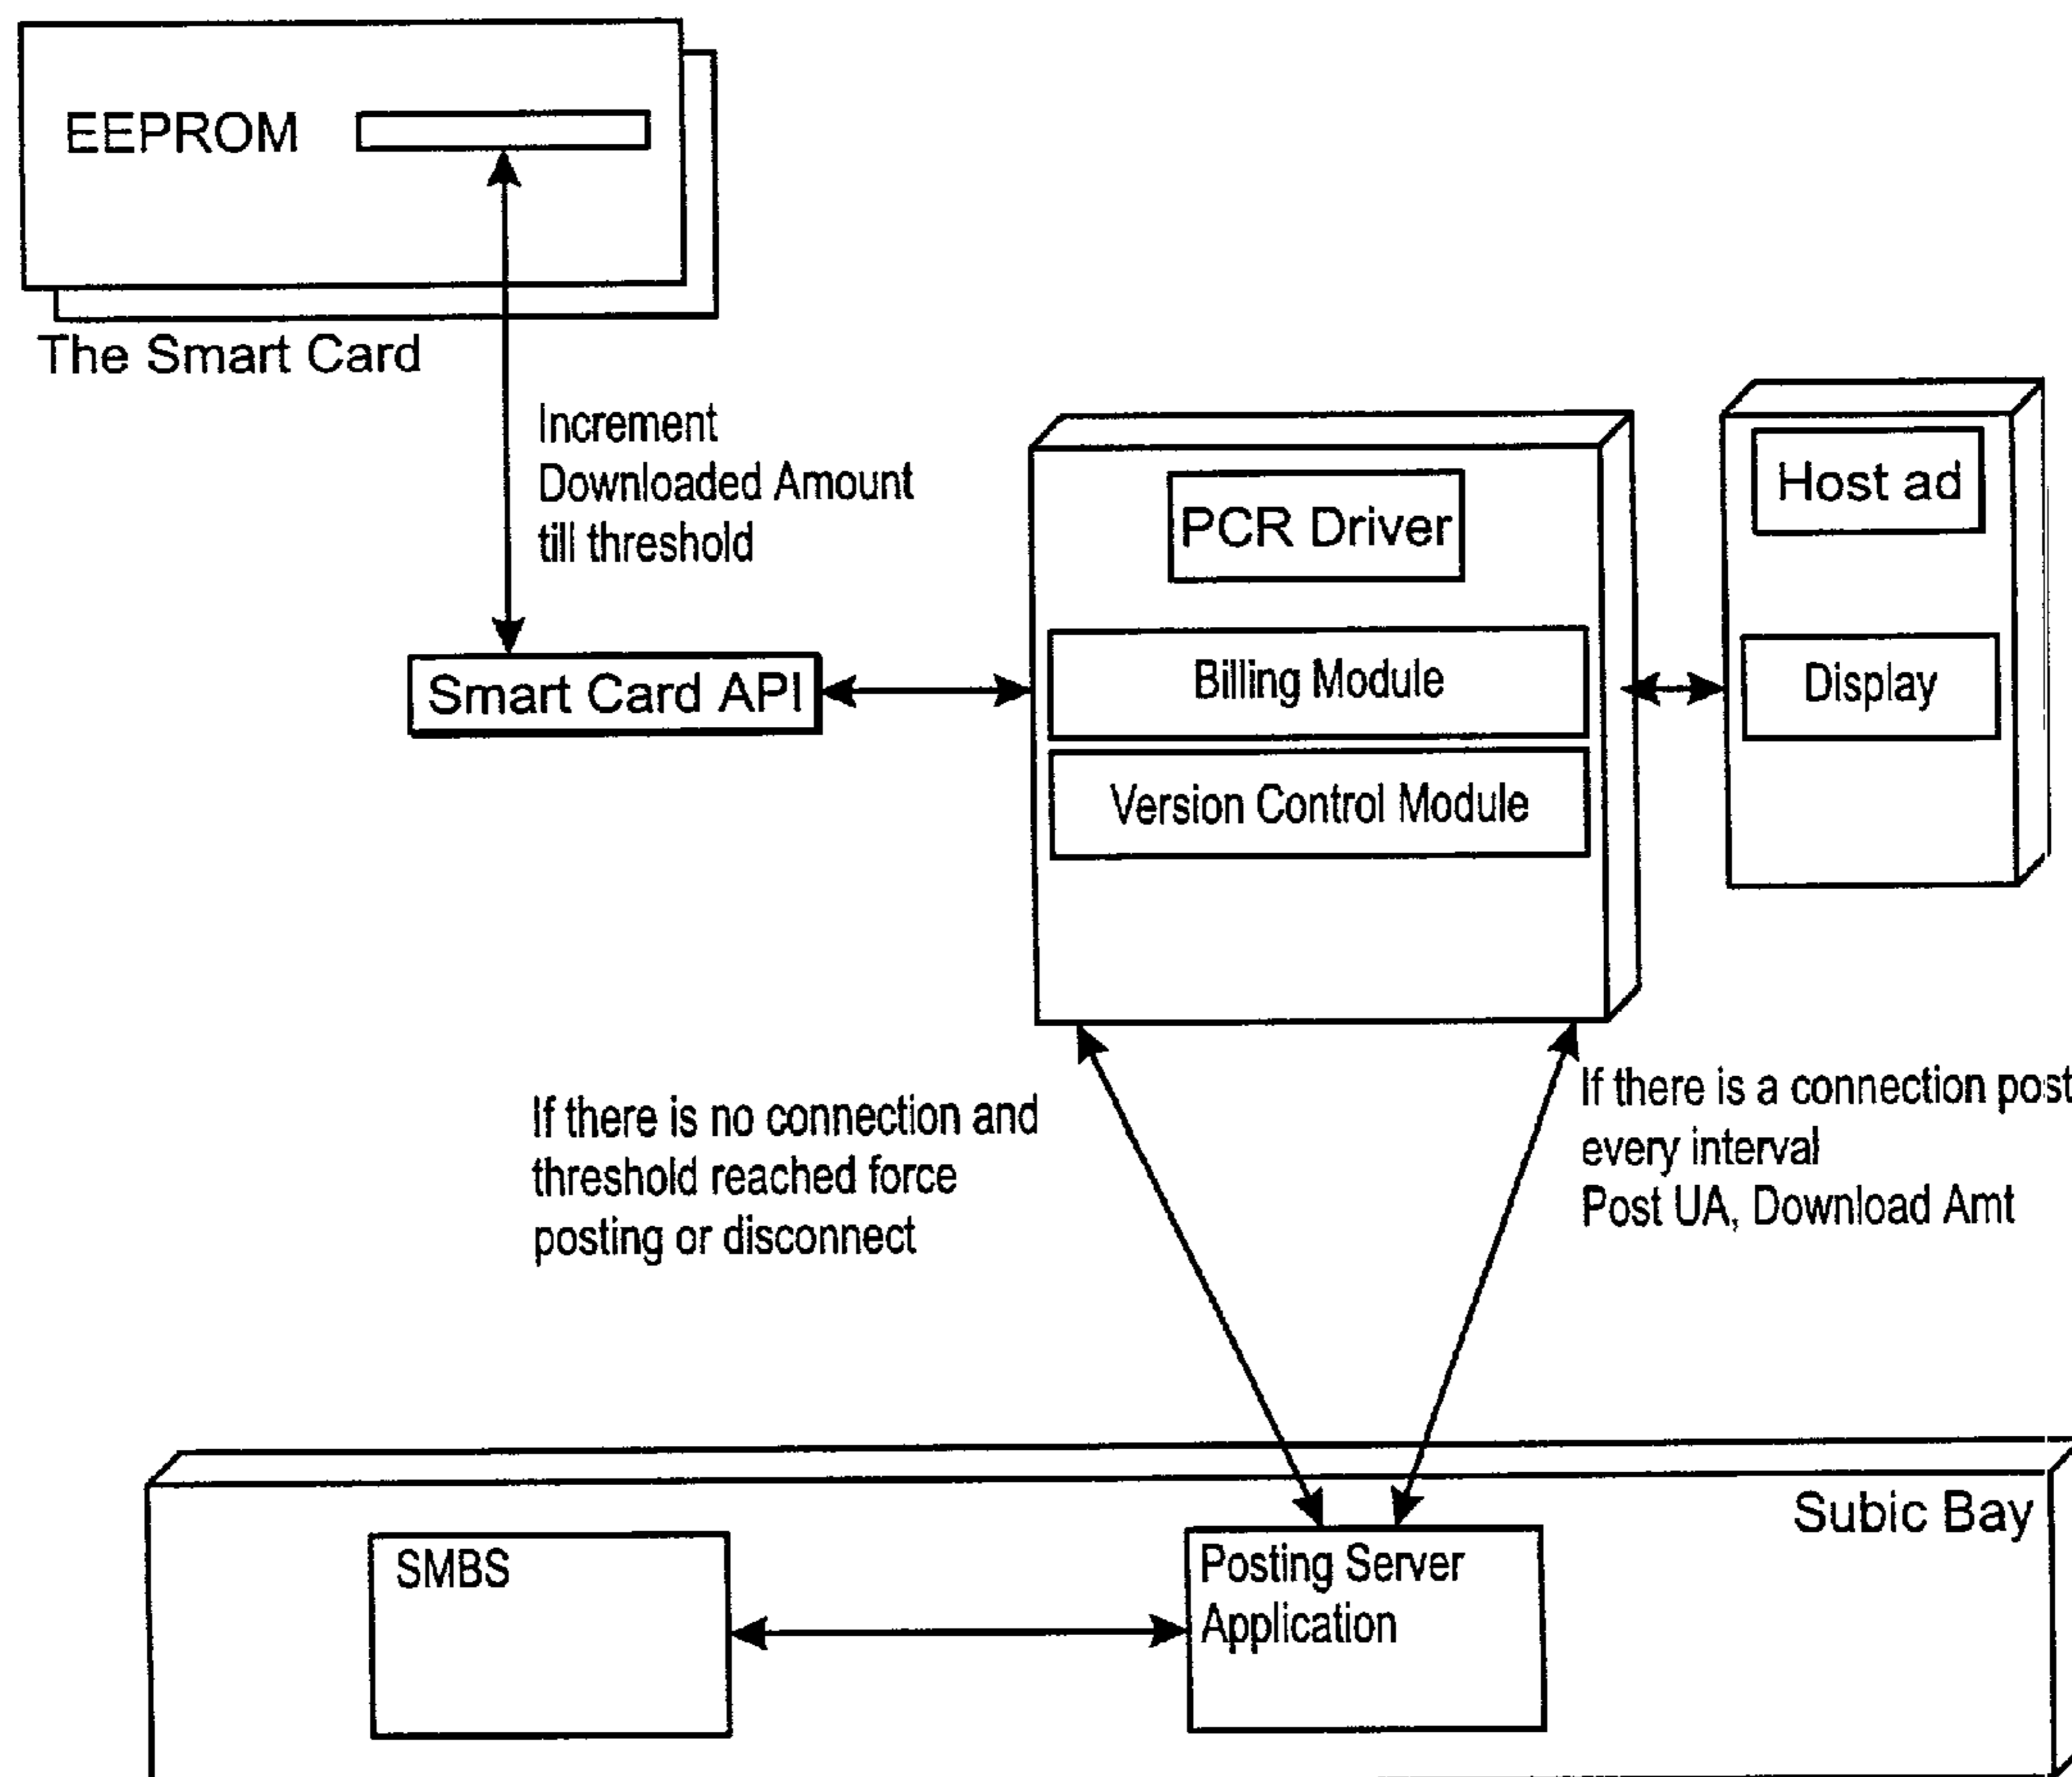 EEPROM
The Smart Card
Increment
Downloaded Amount
till threshold
Smart Card API
PCR Driver
Billing Module
Version Control Module
Host ad
Display
If there is no connection and
threshold reached force
posting or disconnect
If there is a connection post
every interval
Post UA, Download Amt
Subic Bay
SMBS
Posting Server
Application